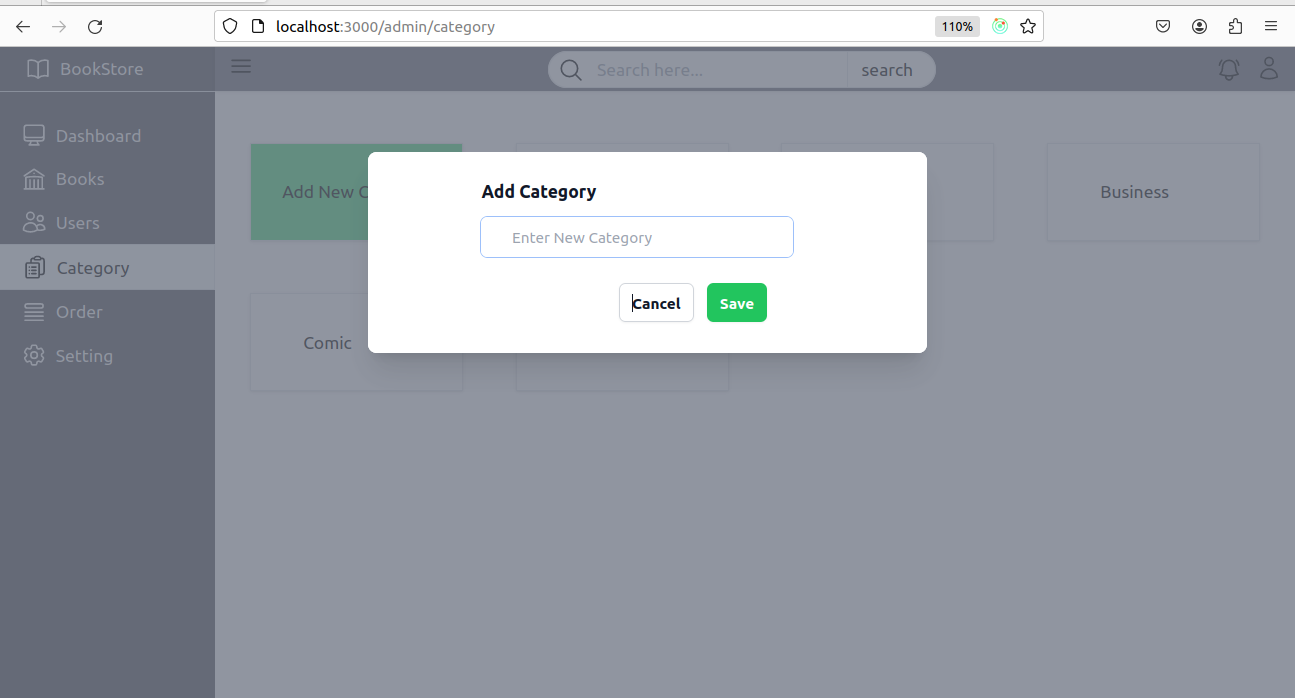 localhost:3000/admin/category
110%
BookStore
Search here...
search
Dashboard
Books
Users
Category
Order
Setting
Add New C
Business
Comic
Add Category
Enter New Category
Cancel
Save